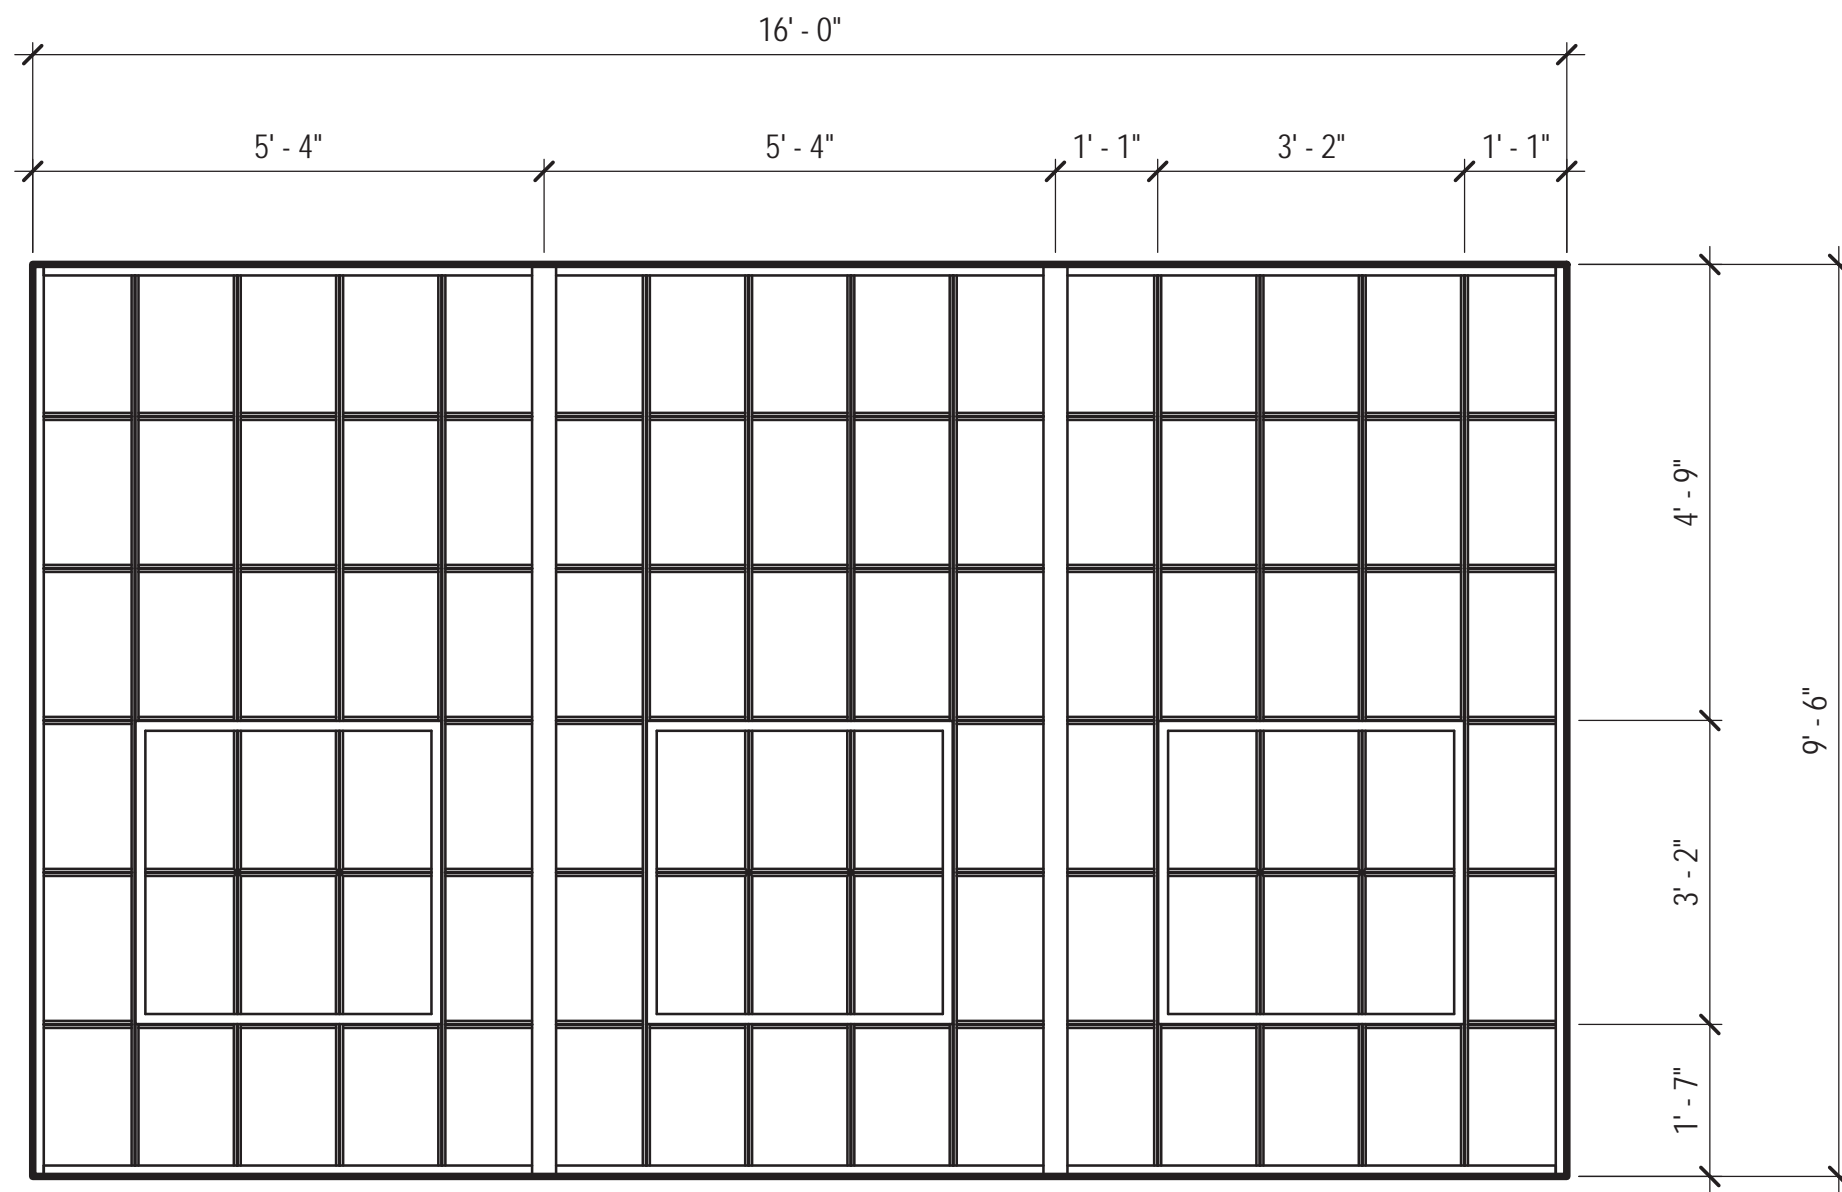 16' - 0"
5' - 4"
5' - 4"
1' - 1"
3' - 2"
1' - 1"
4' - 9"
9' - 6"
3' - 2"
1' - 7"